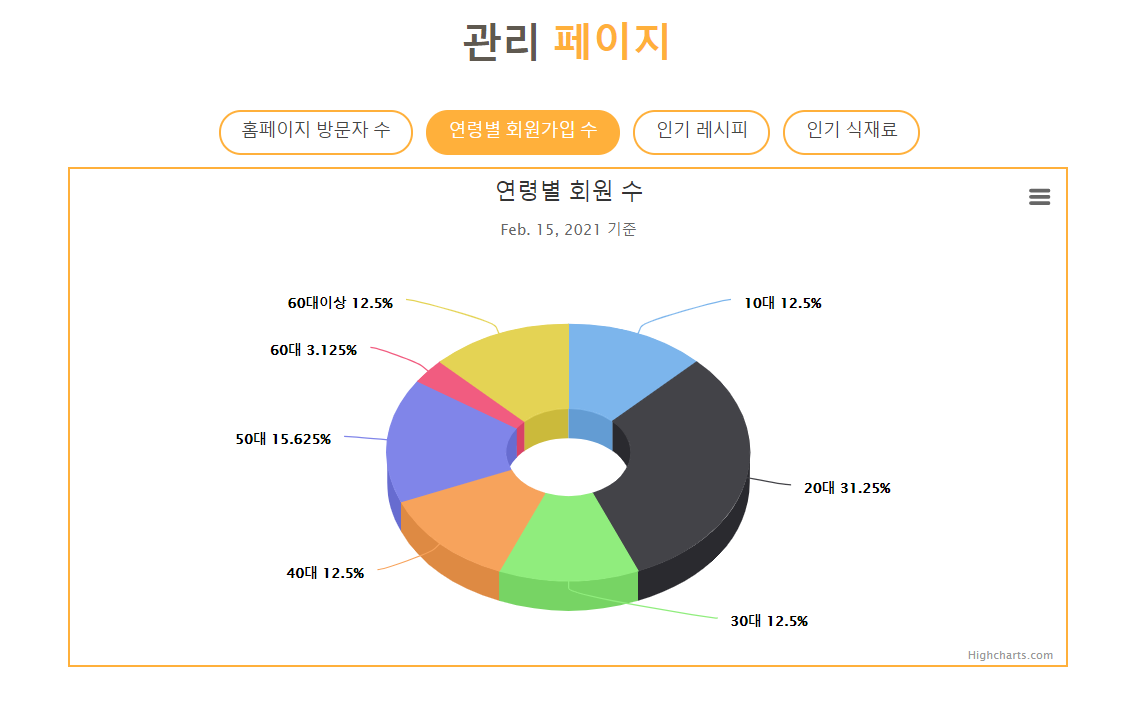 관리 페이지
홈페이지 방문자 수
연령별 회원가입 수
인기 레시피
인기 식재료
연령별 회원 수
Feb. 15, 2021 기준
60대이상 12.5%
10대 12.5%
60대 3.125%
50대 15.625%
20대 31.25%
40대 12.5%
30대 12.5%
Highcharts.com